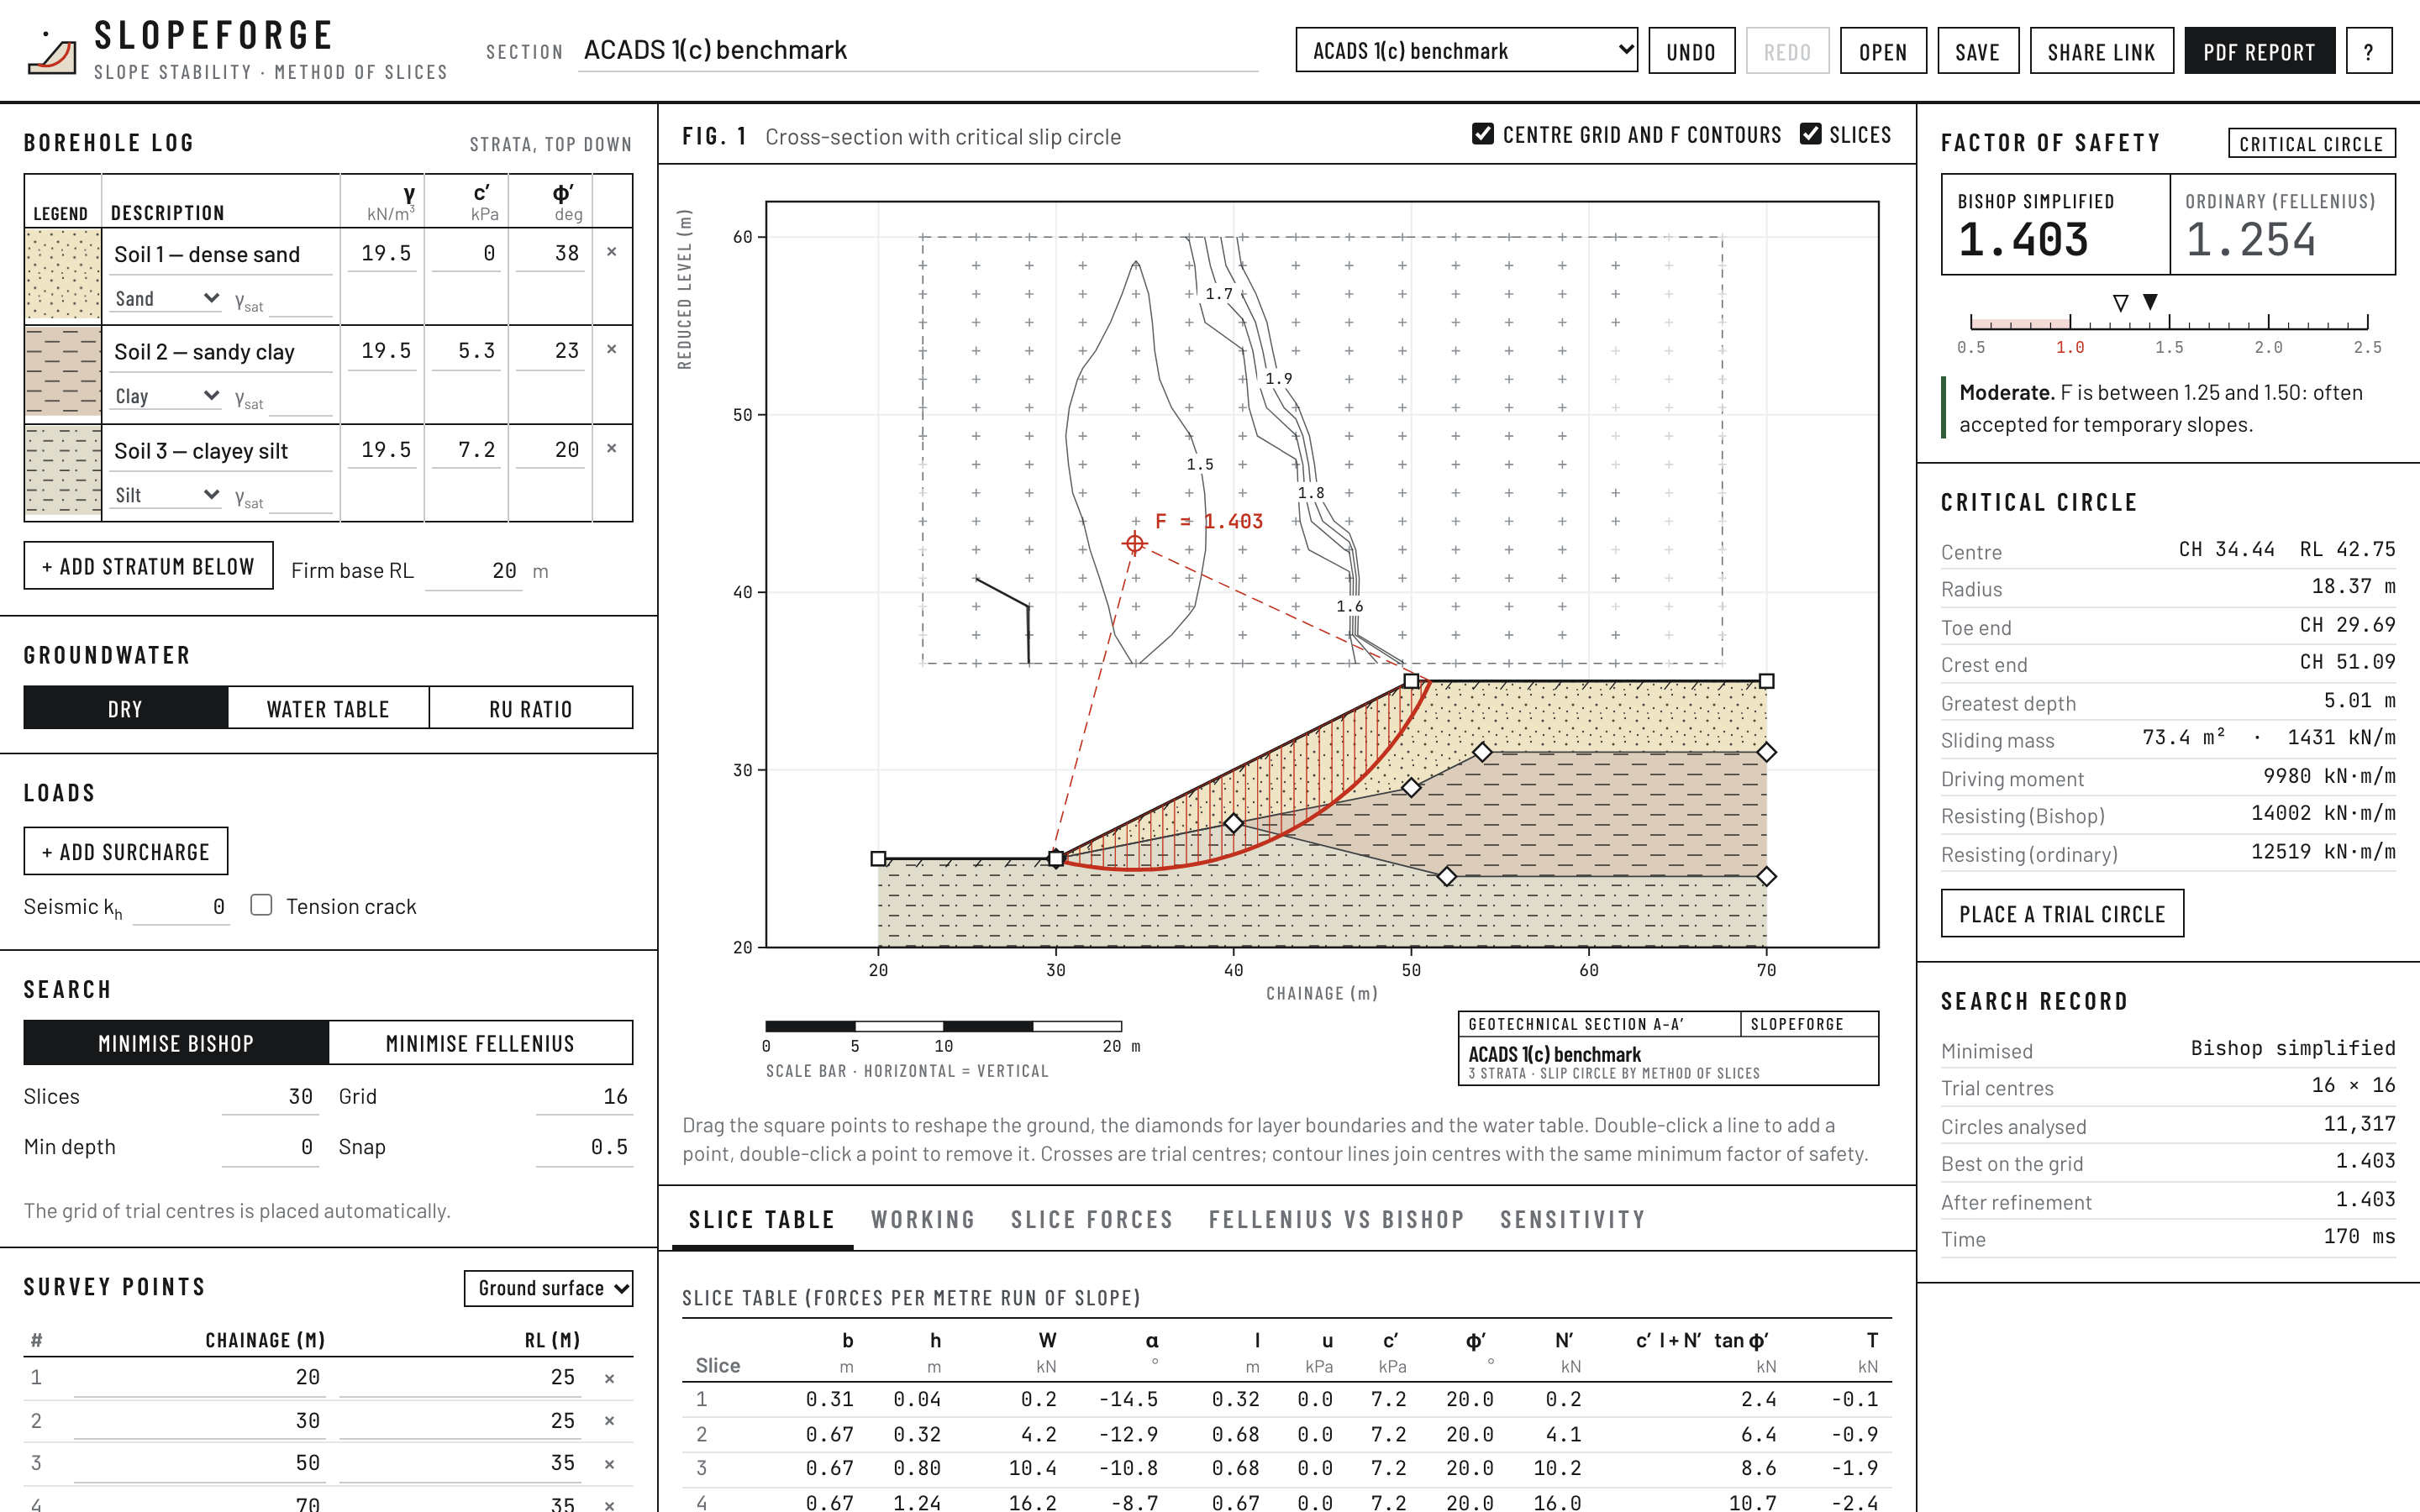 SLOPEFORGE
SLOPE STABILITY · METHOD OF SLICES
SECTION ACADS 1(c) benchmark
ACADS 1(c) benchmark
UNDO
REDO
OPEN
SAVE
SHARE LINK
PDF REPORT
?
BOREHOLE LOG
STRATA, TOP DOWN
LEGEND DESCRIPTION γ kN/m³ c′ kPa ϕ′ deg
Soil 1 – dense sand 19.5 0 38 ×
Sand γsat
Soil 2 – sandy clay 19.5 5.3 23 ×
Clay γsat
Soil 3 – clayey silt 19.5 7.2 20 ×
Silt γsat
+ ADD STRATUM BELOW Firm base RL 20 m
GROUNDWATER
DRY WATER TABLE RU RATIO
LOADS
+ ADD SURCHARGE
Seismic kh 0 Tension crack
SEARCH
MINIMISE BISHOP MINIMISE FELLENIUS
Slices 30 Grid 16
Min depth 0 Snap 0.5
The grid of trial centres is placed automatically.
SURVEY POINTS Ground surface
# CHAINAGE (M) RL (M)
1 20 25 ×
2 30 25 ×
3 50 35 ×
4 70 35 ×
FIG. 1 Cross-section with critical slip circle
CENTRE GRID AND F CONTOURS SLICES
REDUCED LEVEL (m)
60
50
40
30
20
1.7
1.9
1.5
1.8
F = 1.403
1.6
20 30 40 50 60 70
CHAINAGE (m)
0 5 10 20 m
SCALE BAR · HORIZONTAL = VERTICAL
GEOTECHNICAL SECTION A–A′ SLOPEFORGE
ACADS 1(c) benchmark
3 STRATA · SLIP CIRCLE BY METHOD OF SLICES
Drag the square points to reshape the ground, the diamonds for layer boundaries and the water table. Double-click a line to add a
point, double-click a point to remove it. Crosses are trial centres; contour lines join centres with the same minimum factor of safety.
SLICE TABLE WORKING SLICE FORCES FELLENIUS VS BISHOP SENSITIVITY
SLICE TABLE (FORCES PER METRE RUN OF SLOPE)
b h W α l u c′ ϕ′ N′ c′ l + N′ tan ϕ′ T
Slice m m kN ° m kPa kPa ° kN kN kN
1 0.31 0.04 0.2 -14.5 0.32 0.0 7.2 20.0 0.2 2.4 -0.1
2 0.67 0.32 4.2 -12.9 0.68 0.0 7.2 20.0 4.1 6.4 -0.9
3 0.67 0.80 10.4 -10.8 0.68 0.0 7.2 20.0 10.2 8.6 -1.9
4 0.67 1.24 16.2 -8.7 0.67 0.0 7.2 20.0 16.0 10.7 -2.4
FACTOR OF SAFETY CRITICAL CIRCLE
BISHOP SIMPLIFIED ORDINARY (FELLENIUS)
1.403 1.254
0.5 1.0 1.5 2.0 2.5
Moderate. F is between 1.25 and 1.50: often
accepted for temporary slopes.
CRITICAL CIRCLE
Centre CH 34.44 RL 42.75
Radius 18.37 m
Toe end CH 29.69
Crest end CH 51.09
Greatest depth 5.01 m
Sliding mass 73.4 m² · 1431 kN/m
Driving moment 9980 kN·m/m
Resisting (Bishop) 14002 kN·m/m
Resisting (ordinary) 12519 kN·m/m
PLACE A TRIAL CIRCLE
SEARCH RECORD
Minimised Bishop simplified
Trial centres 16 × 16
Circles analysed 11,317
Best on the grid 1.403
After refinement 1.403
Time 170 ms